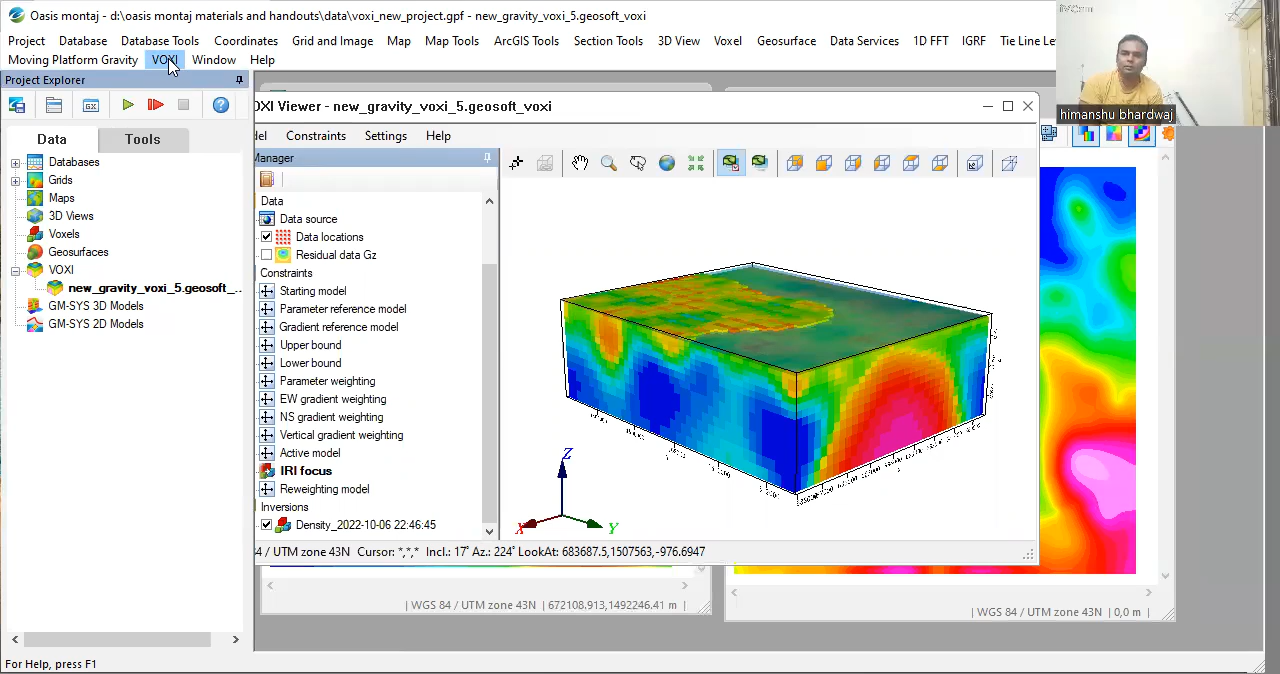 Oasis montaj - d:\oasis montaj materials and handouts\data\voxi\new_project.gpf - new_gravity_voxi_5.geosoft_voxi
Project Database Database Tools Coordinates Grid and Image Map Map Tools ArcGIS Tools Section Tools 3D View Voxel Geosurface Data Services 1D FFT IGRF Tie Line Le
Moving Platform Gravity VOXI Window Help
himanshu bhardwaj
Project Explorer
Data Tools
Databases
Grids
Maps
3D Views
Voxels
Geosurfaces
VOXI
new_gravity_voxi_5.geosoft_...
GM-SYS 3D Models
GM-SYS 2D Models
OXI Viewer - new_gravity_voxi_5.geosoft_voxi
del Constraints Settings Help
Manager
Data
Data source
Data locations
Residual data Gz
Constraints
Starting model
Parameter reference model
Gradient reference model
Upper bound
Lower bound
Parameter weighting
EW gradient weighting
NS gradient weighting
Vertical gradient weighting
Active model
IRI focus
Reweighting model
Inversions
Density_2022-10-06 22:46:45
Z
X
Y
84 / UTM zone 43N Cursor: *,*,* Incl.: 17° Az.: 224° LookAt: 683687.5,1507563,-976.6947
| WGS 84 / UTM zone 43N | 672108.913,1492246.41 m |
| WGS 84 / UTM zone 43N | 0,0 m |
For Help, press F1